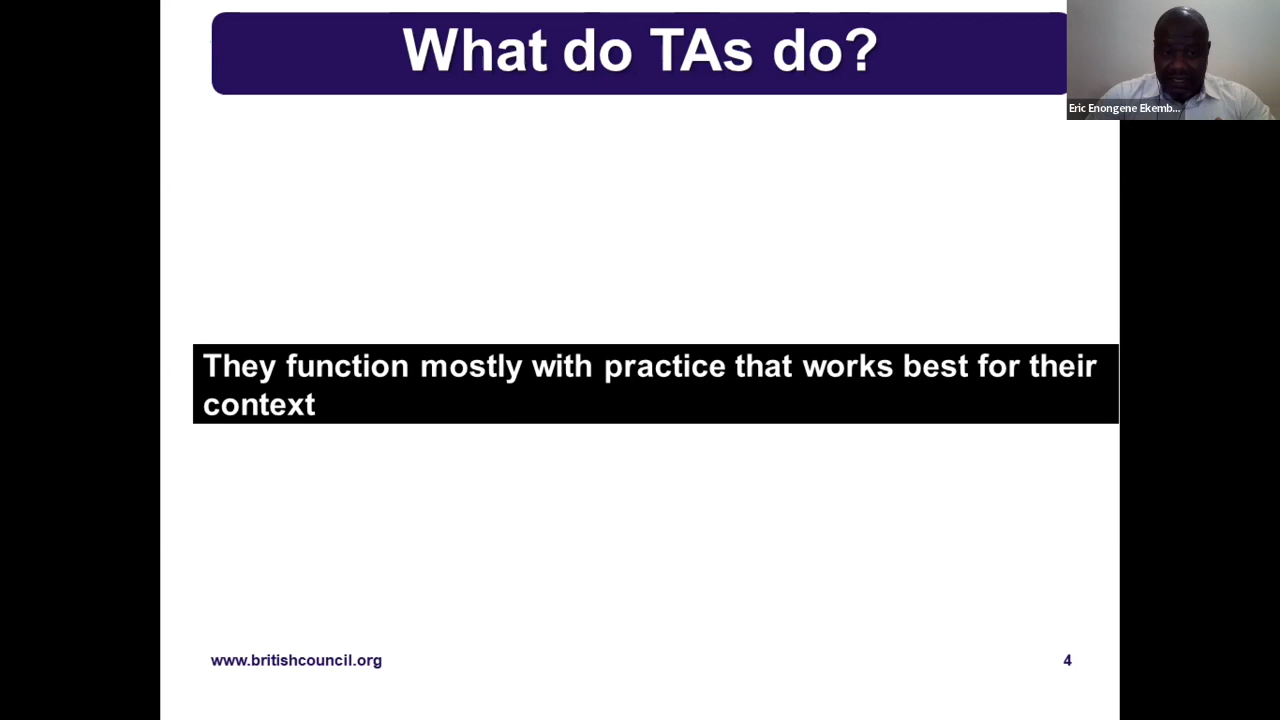 What do TAs do?
Eric Enongene Ekemb...
They function mostly with practice that works best for their
context
www.britishcouncil.org
4